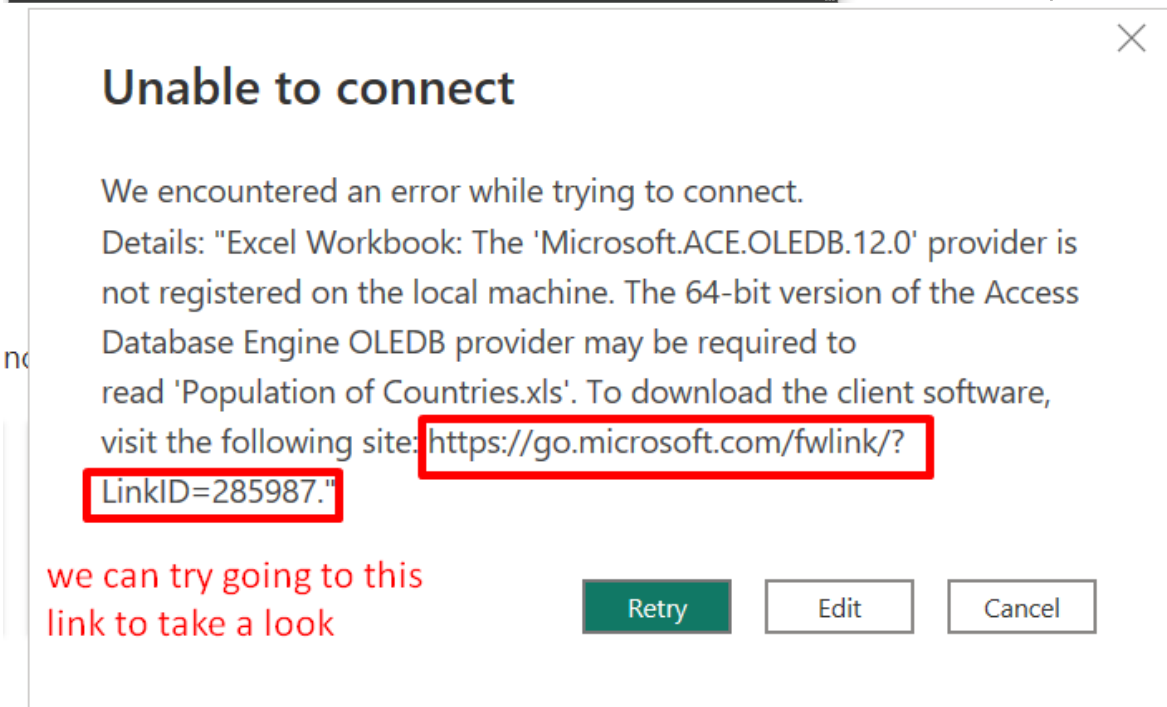 Unable to connect
We encountered an error while trying to connect.
Details: "Excel Workbook: The 'Microsoft.ACE.OLEDB.12.0' provider is
not registered on the local machine. The 64-bit version of the Access
Database Engine OLEDB provider may be required to
read 'Population of Countries.xls'. To download the client software,
visit the following site: https://go.microsoft.com/fwlink/?
LinkID=285987."
we can try going to this
link to take a look
Retry Edit Cancel